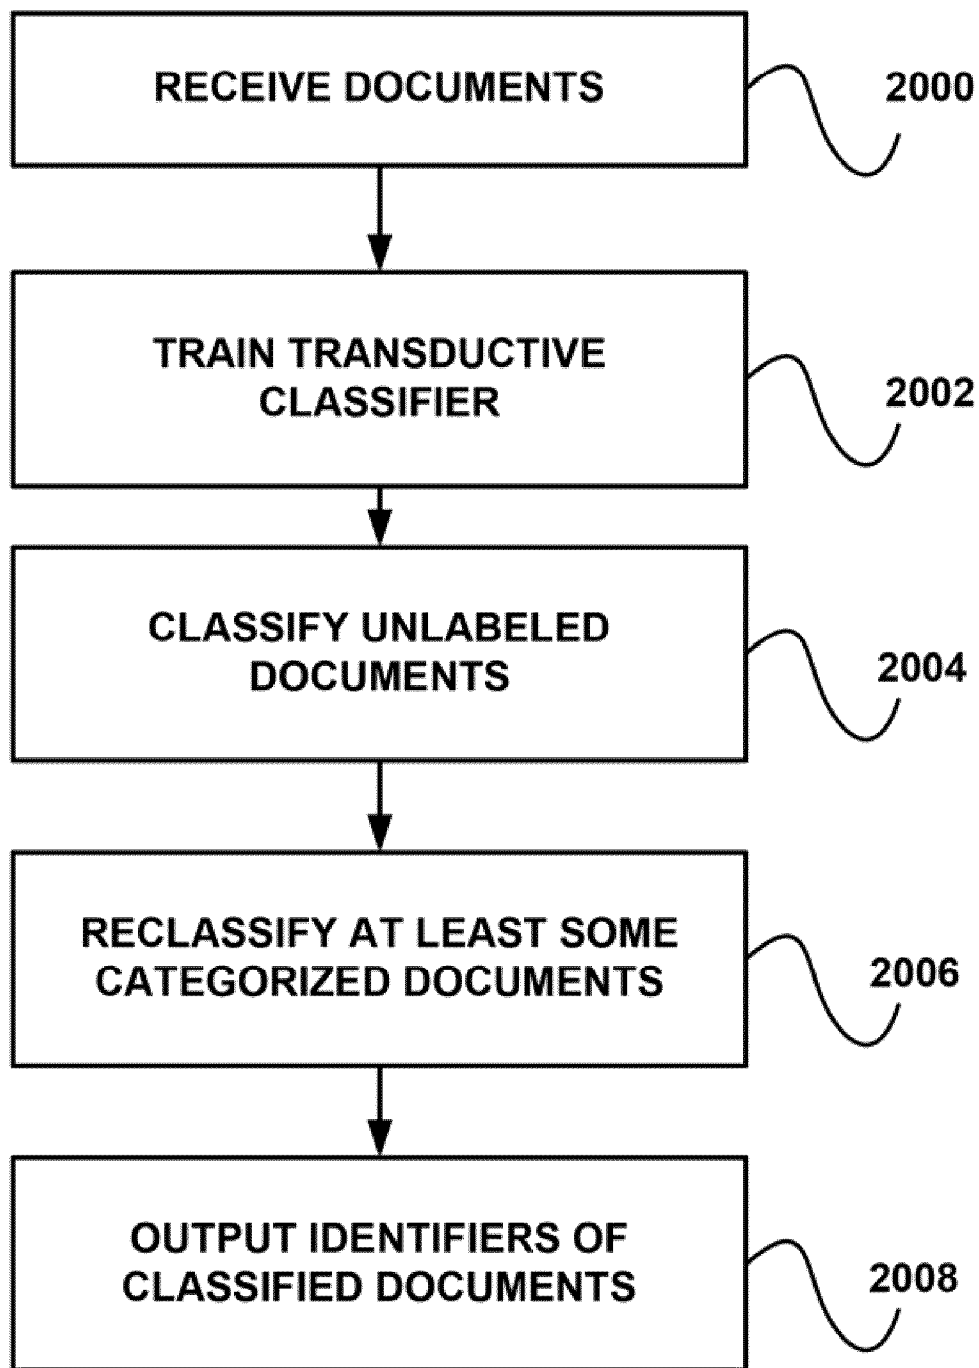 RECEIVE DOCUMENTS
2000
TRAIN TRANSDUCTIVE
CLASSIFIER
2002
CLASSIFY UNLABELED
DOCUMENTS
2004
RECLASSIFY AT LEAST SOME
CATEGORIZED DOCUMENTS
2006
OUTPUT IDENTIFIERS OF
CLASSIFIED DOCUMENTS
2008